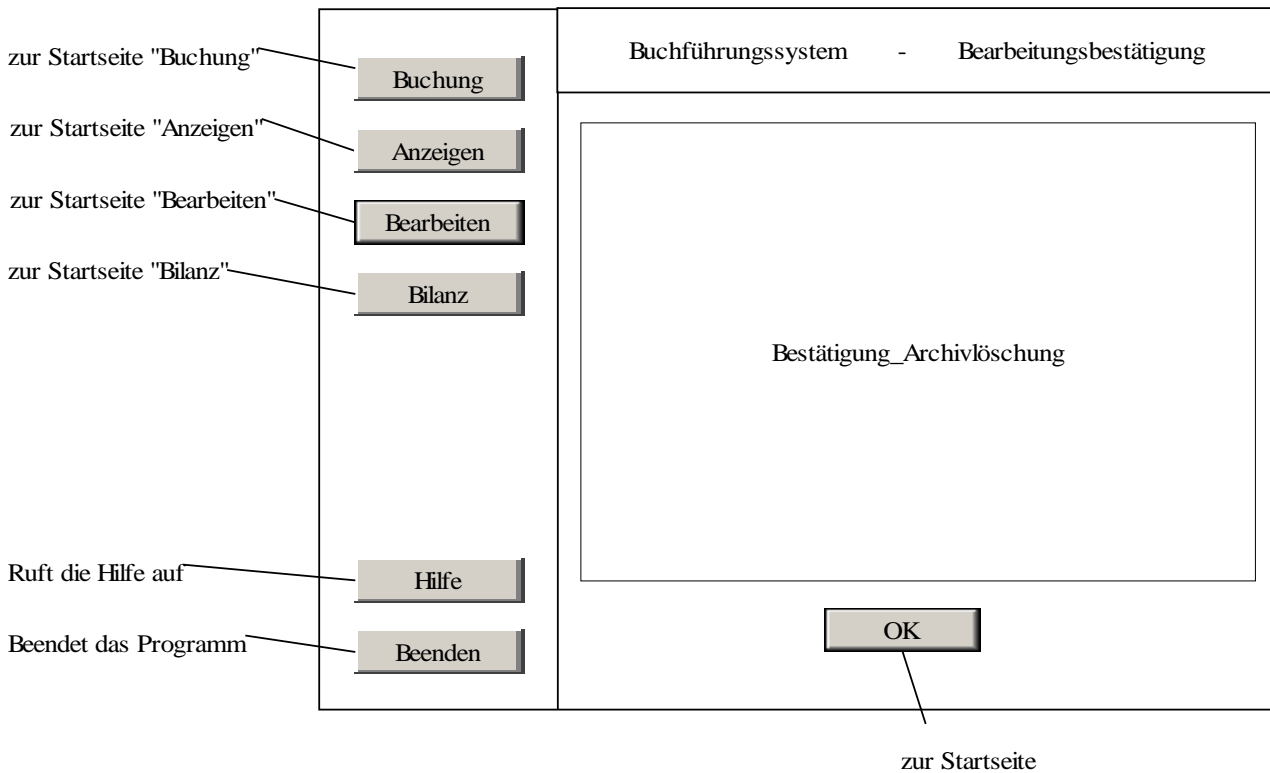 zur Startseite "Buchung"
zur Startseite "Anzeigen"
zur Startseite "Bearbeiten"
zur Startseite "Bilanz"
Ruft die Hilfe auf
Beendet das Programm
Buchung
Anzeigen
Bearbeiten
Bilanz
Hilfe
Beenden
Buchführungssystem - Bearbeitungsbestätigung
Bestätigung_Archivlöschung
OK
zur Startseite